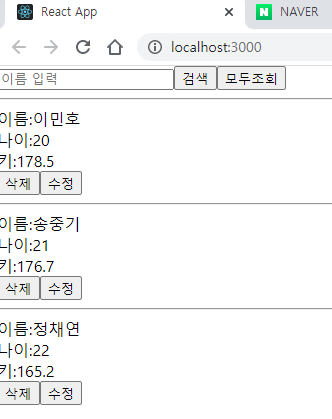 React App
NAVER
localhost:3000
이름 입력 검색 모두조회
이름:이민호
나이:20
키:178.5
삭제 수정
이름:송중기
나이:21
키:176.7
삭제 수정
이름:정채연
나이:22
키:165.2
삭제 수정